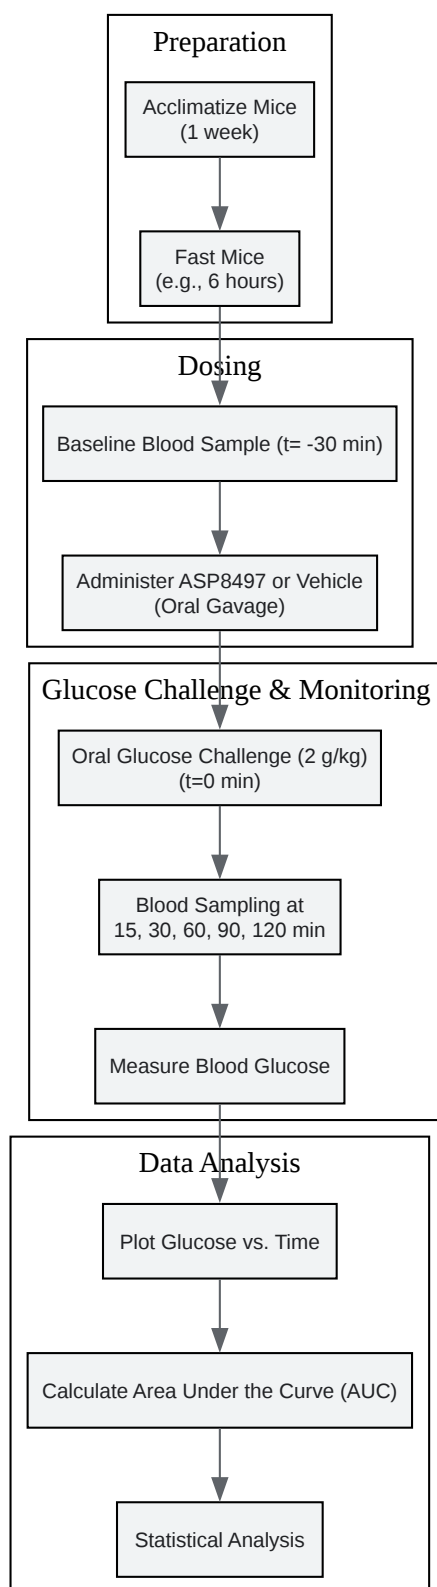 Preparation
Acclimatize Mice
(1 week)
Fast Mice
(e.g., 6 hours)
Dosing
Baseline Blood Sample (t= -30 min)
Administer ASP8497 or Vehicle
(Oral Gavage)
Glucose Challenge & Monitoring
Oral Glucose Challenge (2 g/kg)
(t=0 min)
Blood Sampling at
15, 30, 60, 90, 120 min
Measure Blood Glucose
Data Analysis
Plot Glucose vs. Time
Calculate Area Under the Curve (AUC)
Statistical Analysis